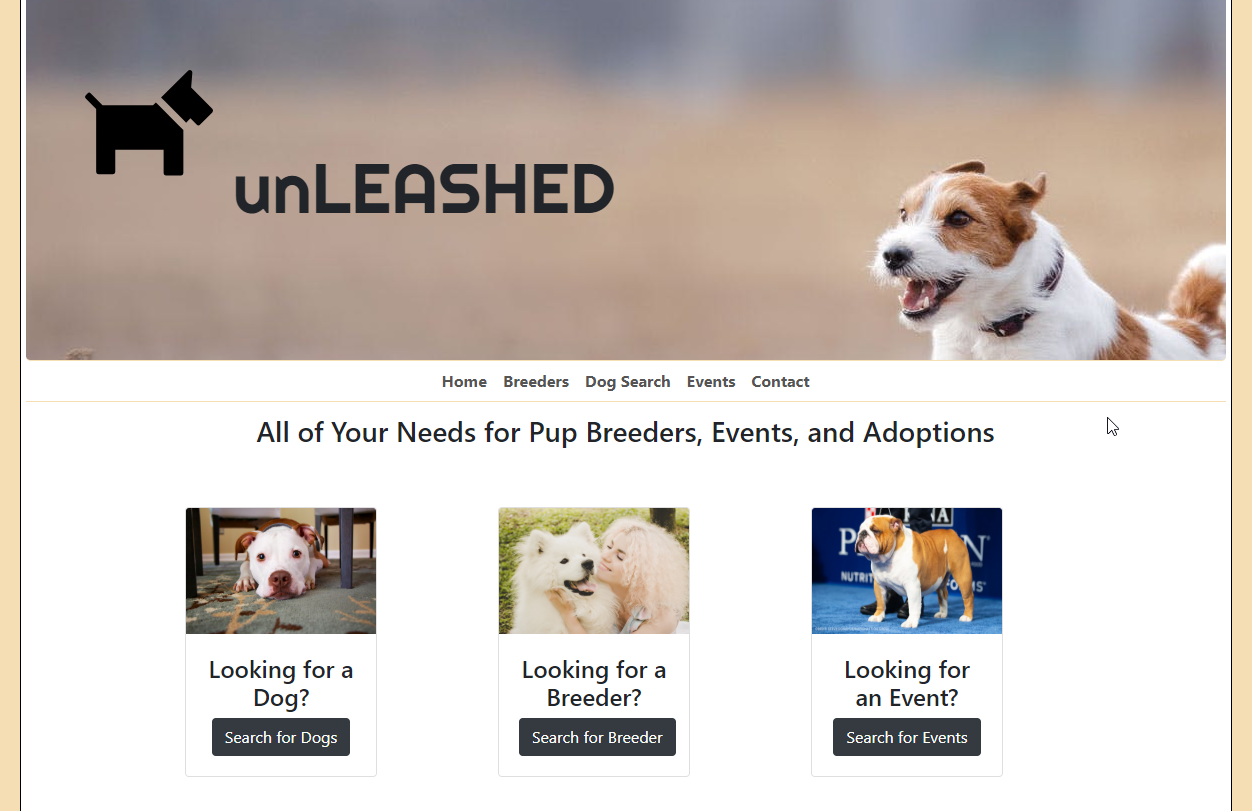 unLEASHED
Home Breeders Dog Search Events Contact
All of Your Needs for Pup Breeders, Events, and Adoptions
Looking for a
Dog?
Search for Dogs
Looking for a
Breeder?
Search for Breeder
Looking for
an Event?
Search for Events